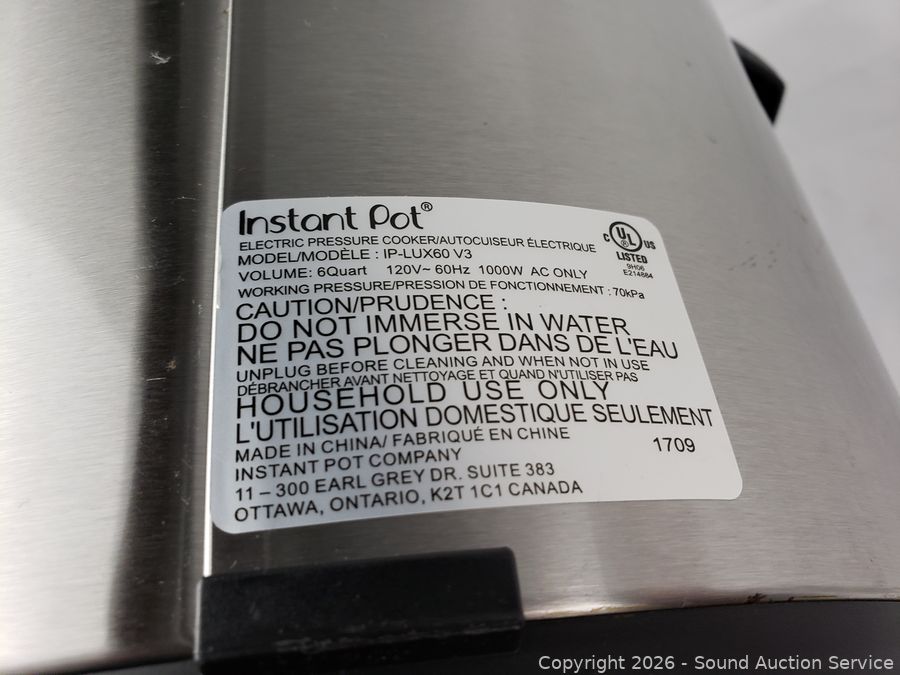 Instant Pot®
ELECTRIC PRESSURE COOKER/AUTOCUISEUR ÉLECTRIQUE
MODEL/MODÈLE : IP-LUX60 V3
VOLUME: 6Quart 120V~ 60Hz 1000W AC ONLY
WORKING PRESSURE/PRESSION DE FONCTIONNEMENT : 70kPa
C UL® US
LISTED
9H06
E214884
CAUTION/PRUDENCE :
DO NOT IMMERSE IN WATER
NE PAS PLONGER DANS DE L'EAU
UNPLUG BEFORE CLEANING AND WHEN NOT IN USE
DÉBRANCHER AVANT NETTOYAGE ET QUAND N'UTILISER PAS
HOUSEHOLD USE ONLY
L'UTILISATION DOMESTIQUE SEULEMENT
MADE IN CHINA/ FABRIQUÉ EN CHINE
1709
INSTANT POT COMPANY
11 – 300 EARL GREY DR. SUITE 383
OTTAWA, ONTARIO, K2T 1C1 CANADA
Copyright © 2026 - Sound Auction Service